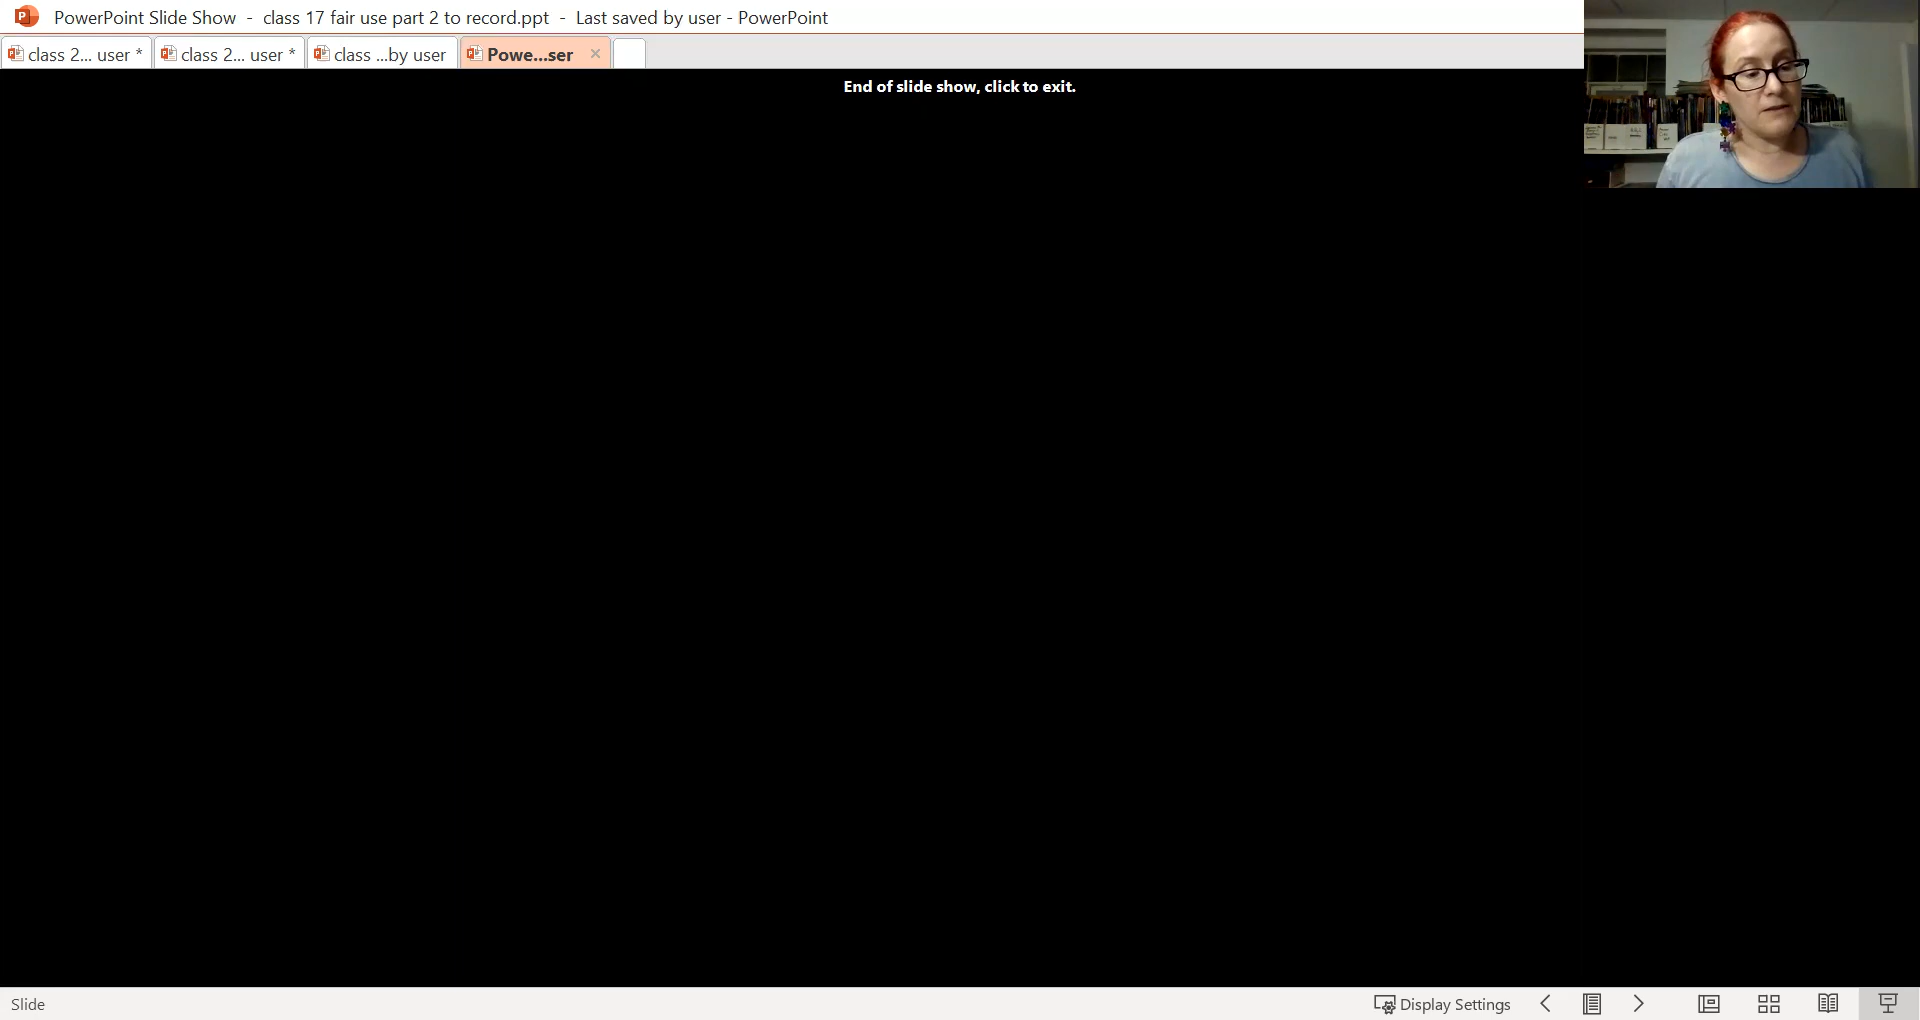 PowerPoint Slide Show - class 17 fair use part 2 to record.ppt - Last saved by user - PowerPoint
class 2... user *
class 2... user *
class ...by user
Powe...ser
End of slide show, click to exit.
Slide
Display Settings